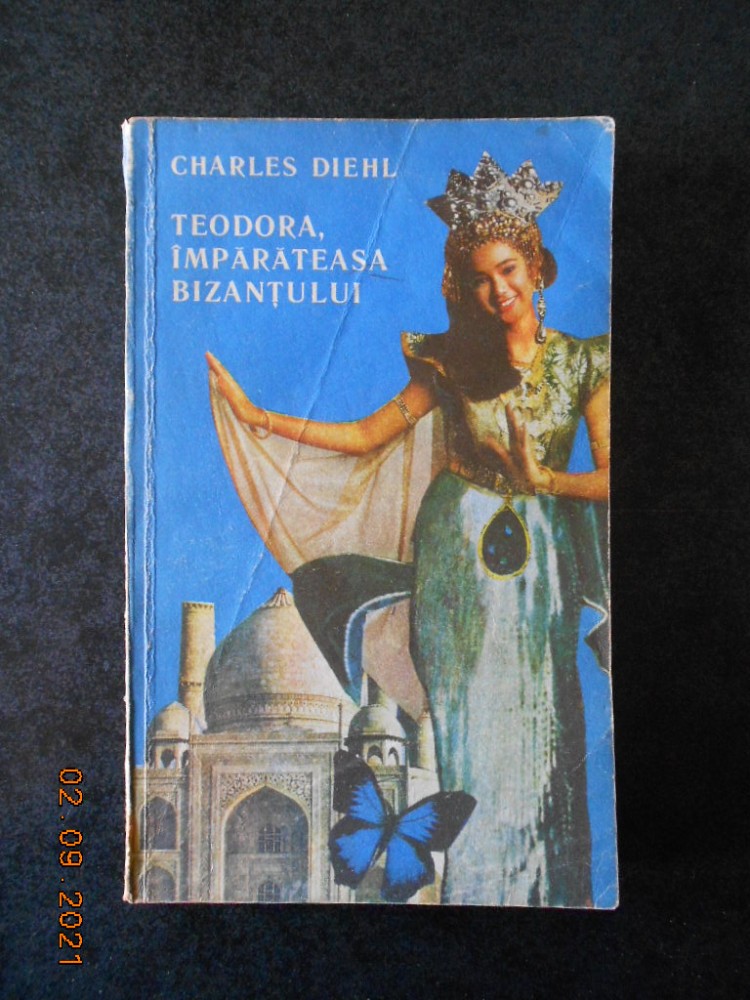 CHARLES DIEHL
TEODORA,
ÎMPĂRĂTEASA
BIZANȚULUI
02.09.2021